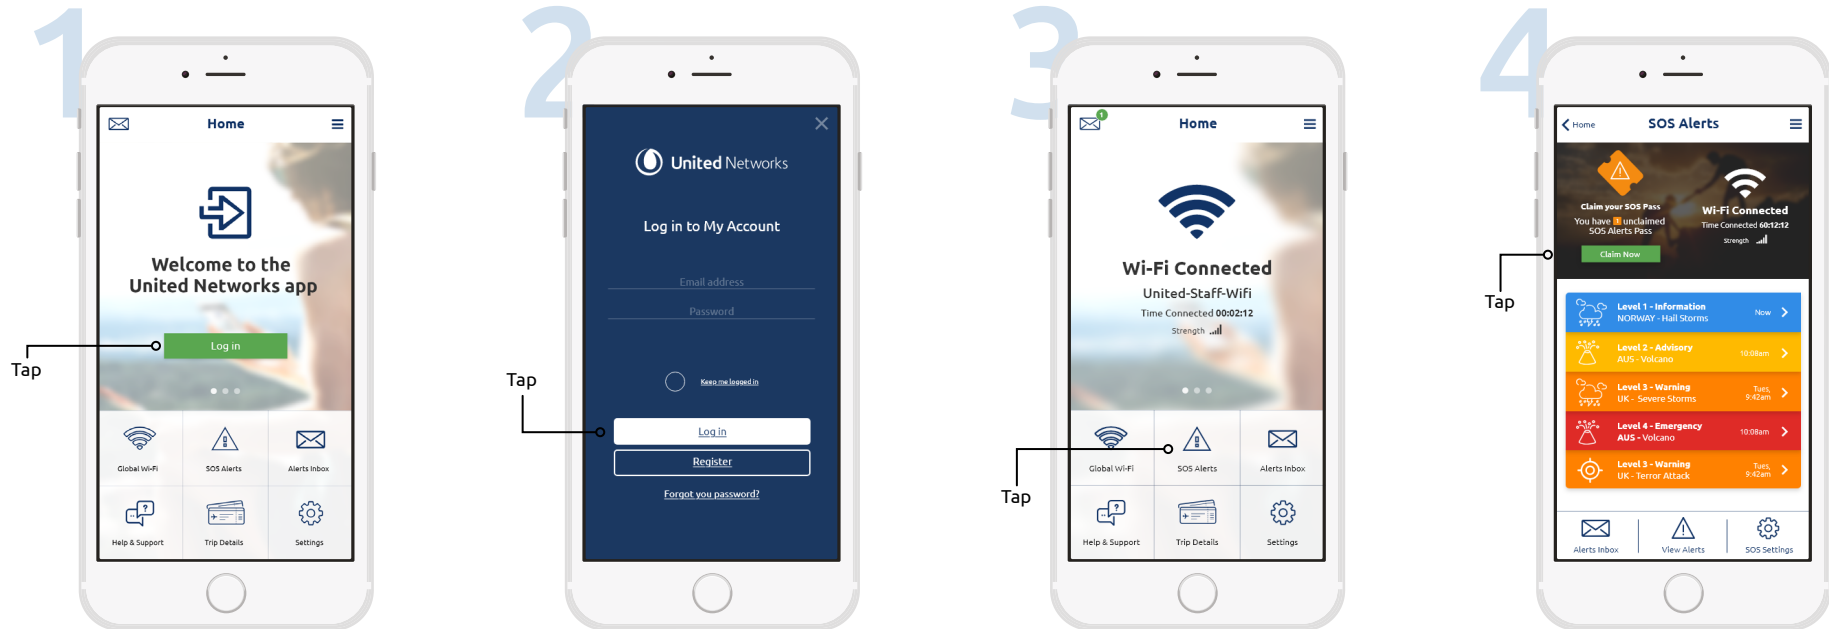 1
Home
Welcome to the
United Networks app
Log in
Tap
Global Wi-Fi
SOS Alerts
Alerts Inbox
Help & Support
Trip Details
Settings
2
United Networks
Log in to My Account
Email address
Password
Keep me logged in
Tap
Log in
Register
Forgot you password?
3
1
Home
Wi-Fi Connected
United-Staff-Wifi
Time Connected 00:02:12
Strength
Global Wi-Fi
SOS Alerts
Alerts Inbox
Tap
Help & Support
Trip Details
Settings
4
Home
SOS Alerts
Claim your SOS Pass
You have 1 unclaimed
SOS Alerts Pass
Claim Now
Wi-Fi Connected
Time Connected 60:12:12
Strength
Tap
Level 1 - Information
NORWAY - Hail Storms
Now
Level 2 - Advisory
AUS - Volcano
10:08am
Level 3 - Warning
UK - Severe Storms
Tues,
9:42am
Level 4 - Emergency
AUS - Volcano
10:08am
Level 3 - Warning
UK - Terror Attack
Tues,
9:42am
Alerts Inbox
View Alerts
SOS Settings